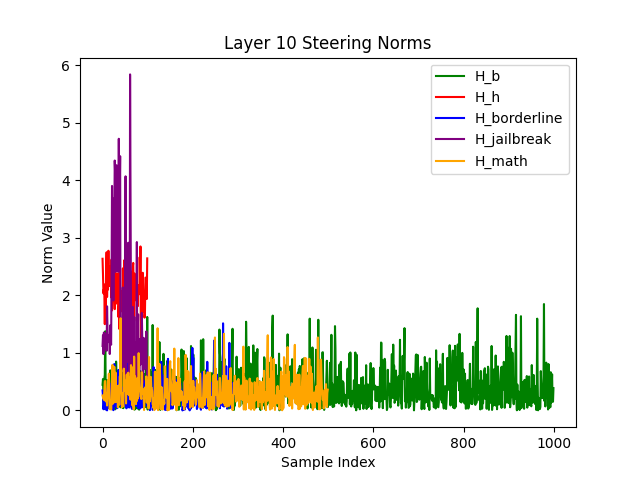 Layer 10 Steering Norms
H_b
H_h
H_borderline
H_jailbreak
H_math
Norm Value
6
5
4
3
2
1
0
0 200 400 600 800 1000
Sample Index